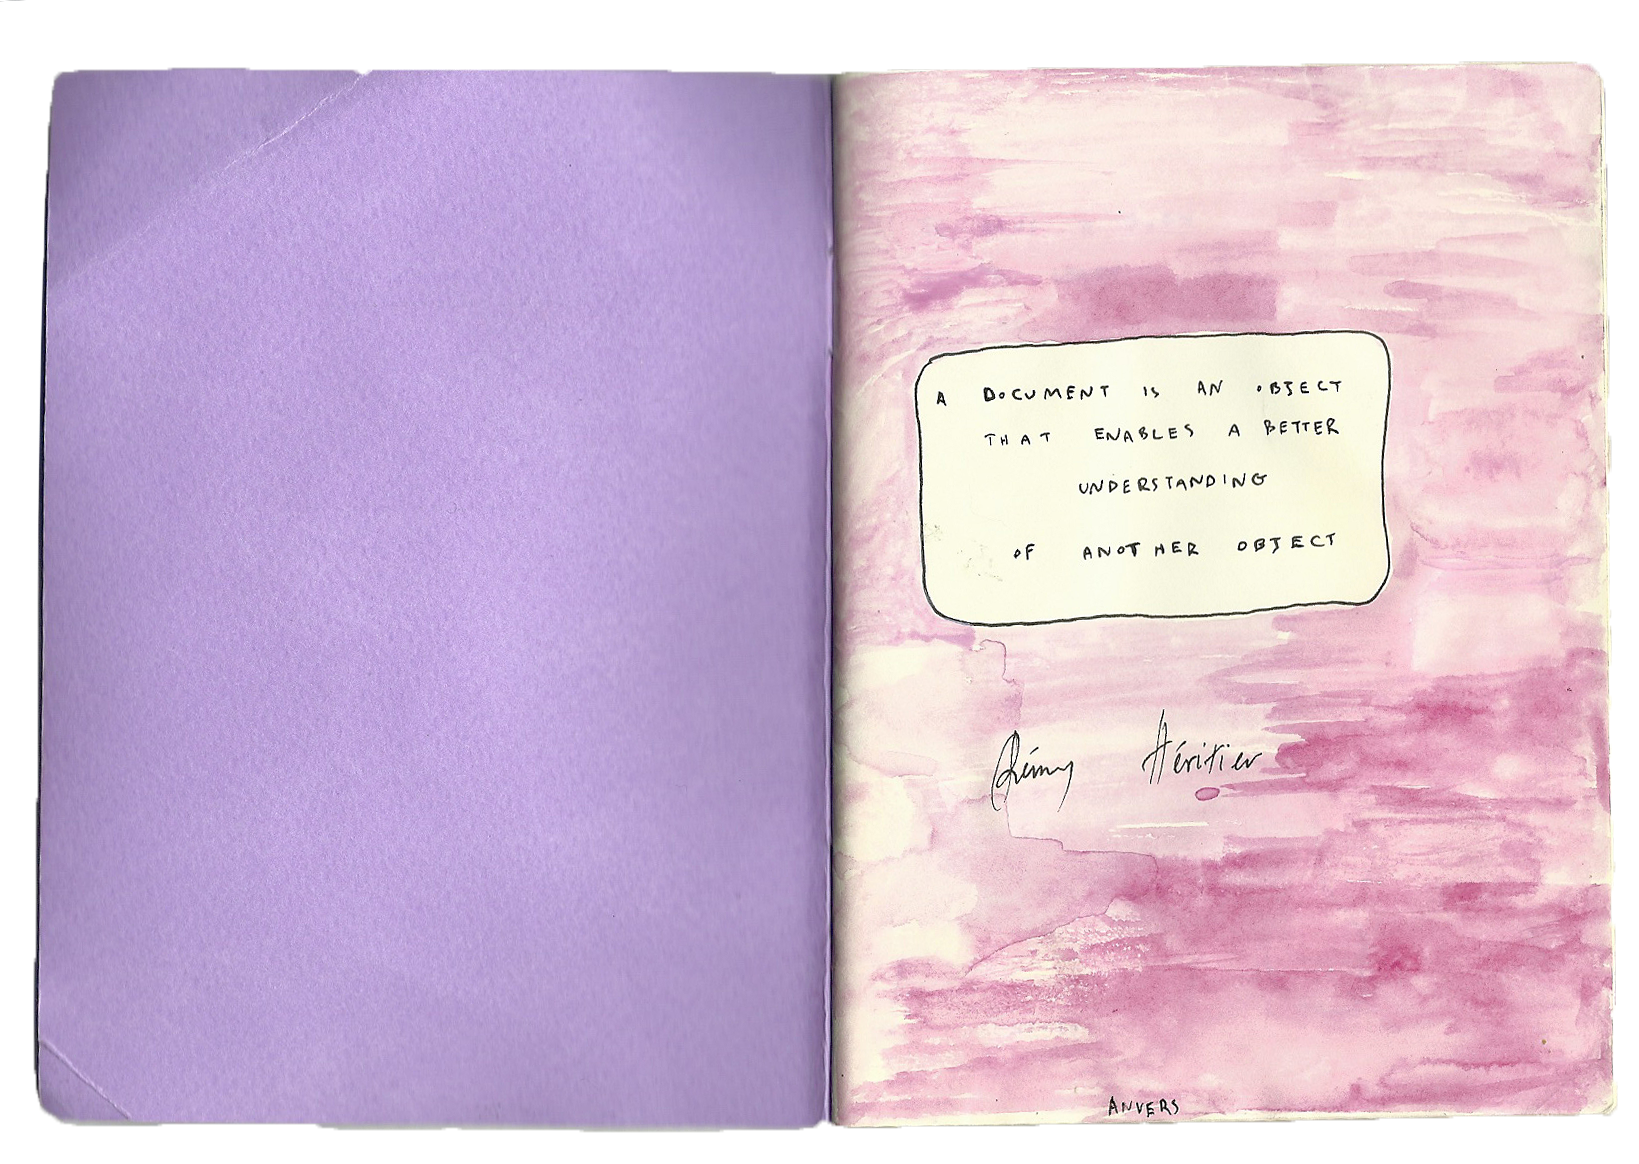 A DOCUMENT IS AN OBJECT
THAT ENABLES A BETTER
UNDERSTANDING
OF ANOTHER OBJECT
Rémy Héritier
ANVERS